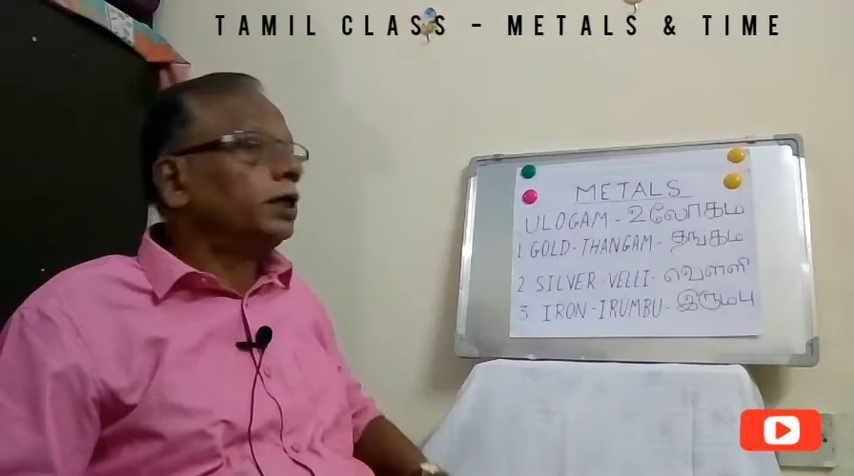 TAMIL CLASS - METALS & TIME
METALS
ULOGAM - உலோகம்
1 GOLD - THANGAM - தங்கம்
2 SILVER - VELLI - வெள்ளி
3 IRON - IRUMBU - இரும்பு